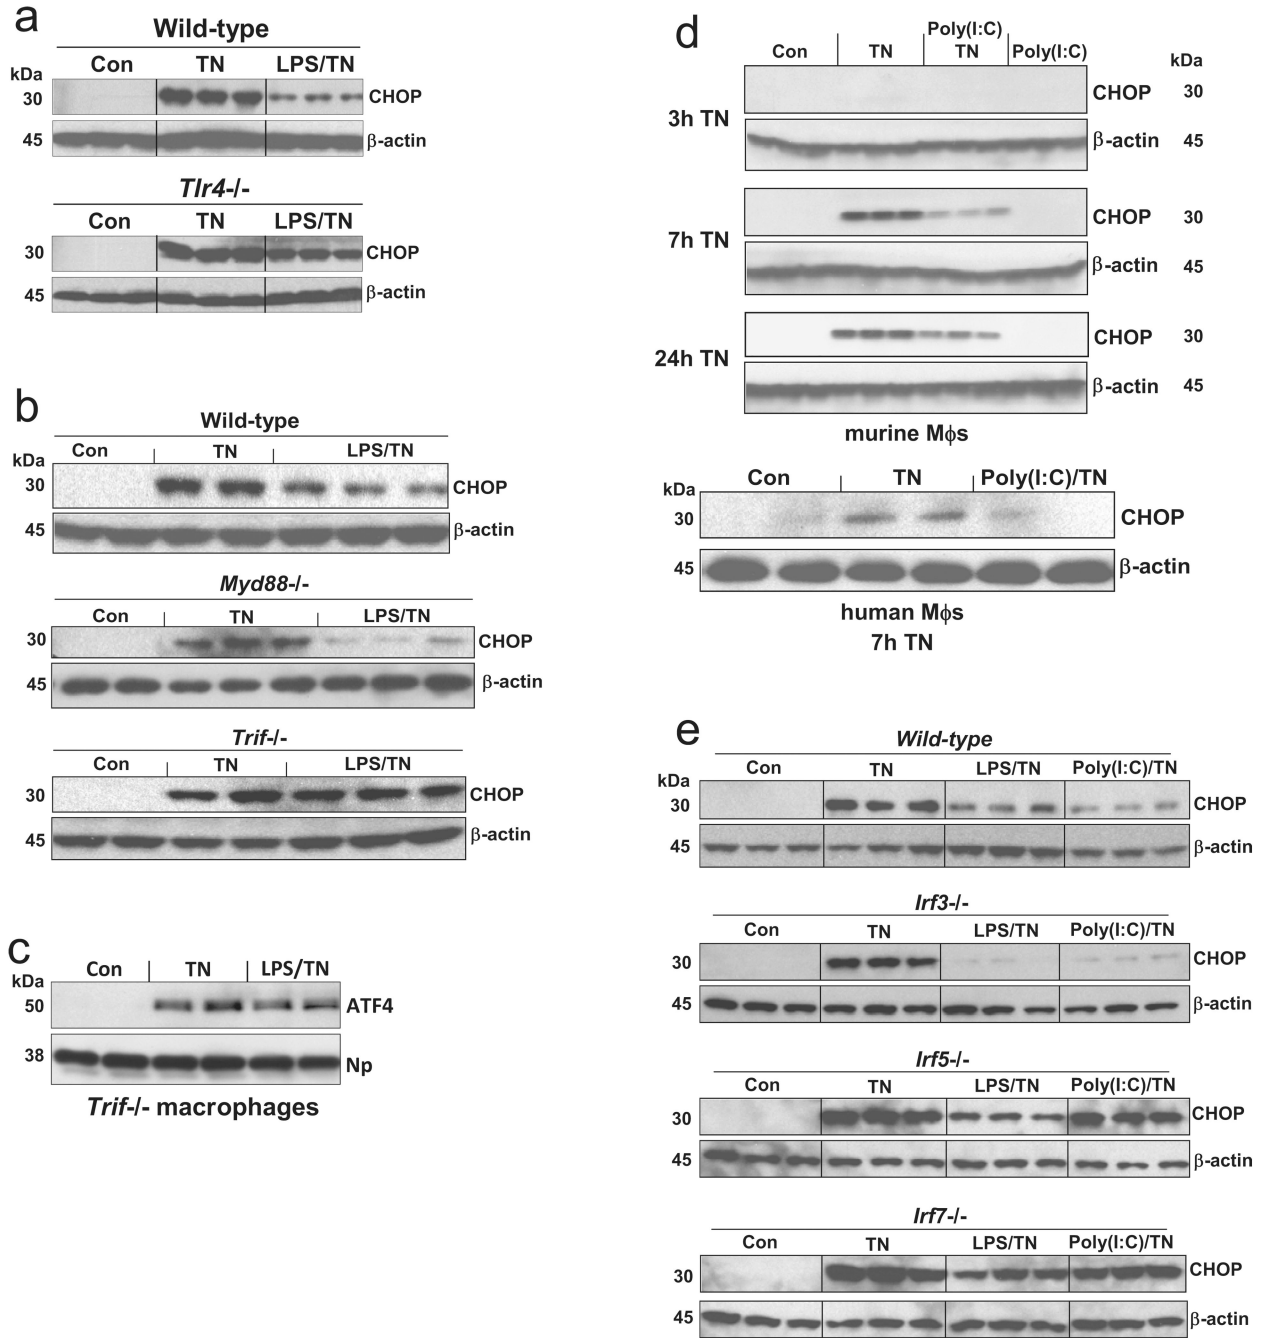 a
Wild-type
Con TN LPS/TN
kDa
30 CHOP
45 β-actin
Tlr4-/-
Con TN LPS/TN
30 CHOP
45 β-actin
b
Wild-type
Con TN LPS/TN
kDa
30 CHOP
45 β-actin
Myd88-/-
Con TN LPS/TN
30 CHOP
45 β-actin
Trif-/-
Con TN LPS/TN
30 CHOP
45 β-actin
c
Con TN LPS/TN
kDa
50 ATF4
38 Np
Trif-/- macrophages
d
Poly(I:C)
Con TN TN Poly(I:C)
kDa
CHOP 30
3h TN
β-actin 45
CHOP 30
7h TN
β-actin 45
CHOP 30
24h TN
β-actin 45
murine Mϕs
Con TN Poly(I:C)/TN
kDa
30 CHOP
45 β-actin
human Mϕs
7h TN
e
Wild-type
Con TN LPS/TN Poly(I:C)/TN
kDa
30 CHOP
45 β-actin
Irf3-/-
Con TN LPS/TN Poly(I:C)/TN
30 CHOP
45 β-actin
Irf5-/-
Con TN LPS/TN Poly(I:C)/TN
30 CHOP
45 β-actin
Irf7-/-
Con TN LPS/TN Poly(I:C)/TN
30 CHOP
45 β-actin